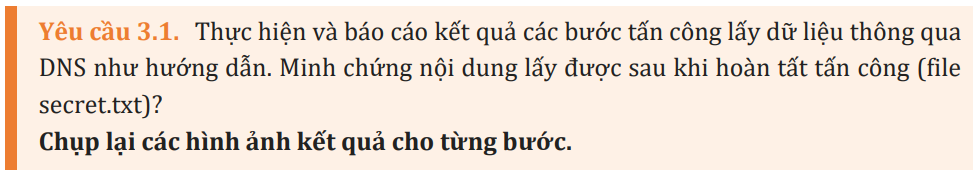 Yêu cầu 3.1. Thực hiện và báo cáo kết quả các bước tấn công lấy dữ liệu thông qua
DNS như hướng dẫn. Minh chứng nội dung lấy được sau khi hoàn tất tấn công (file
secret.txt)?
Chụp lại các hình ảnh kết quả cho từng bước.